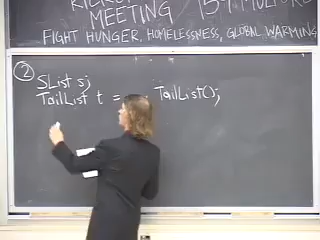 MEETING
FIGHT HUNGER, HOMELESSNESS, GLOBAL WARMING
②
SList s;
TailList t = TailList();